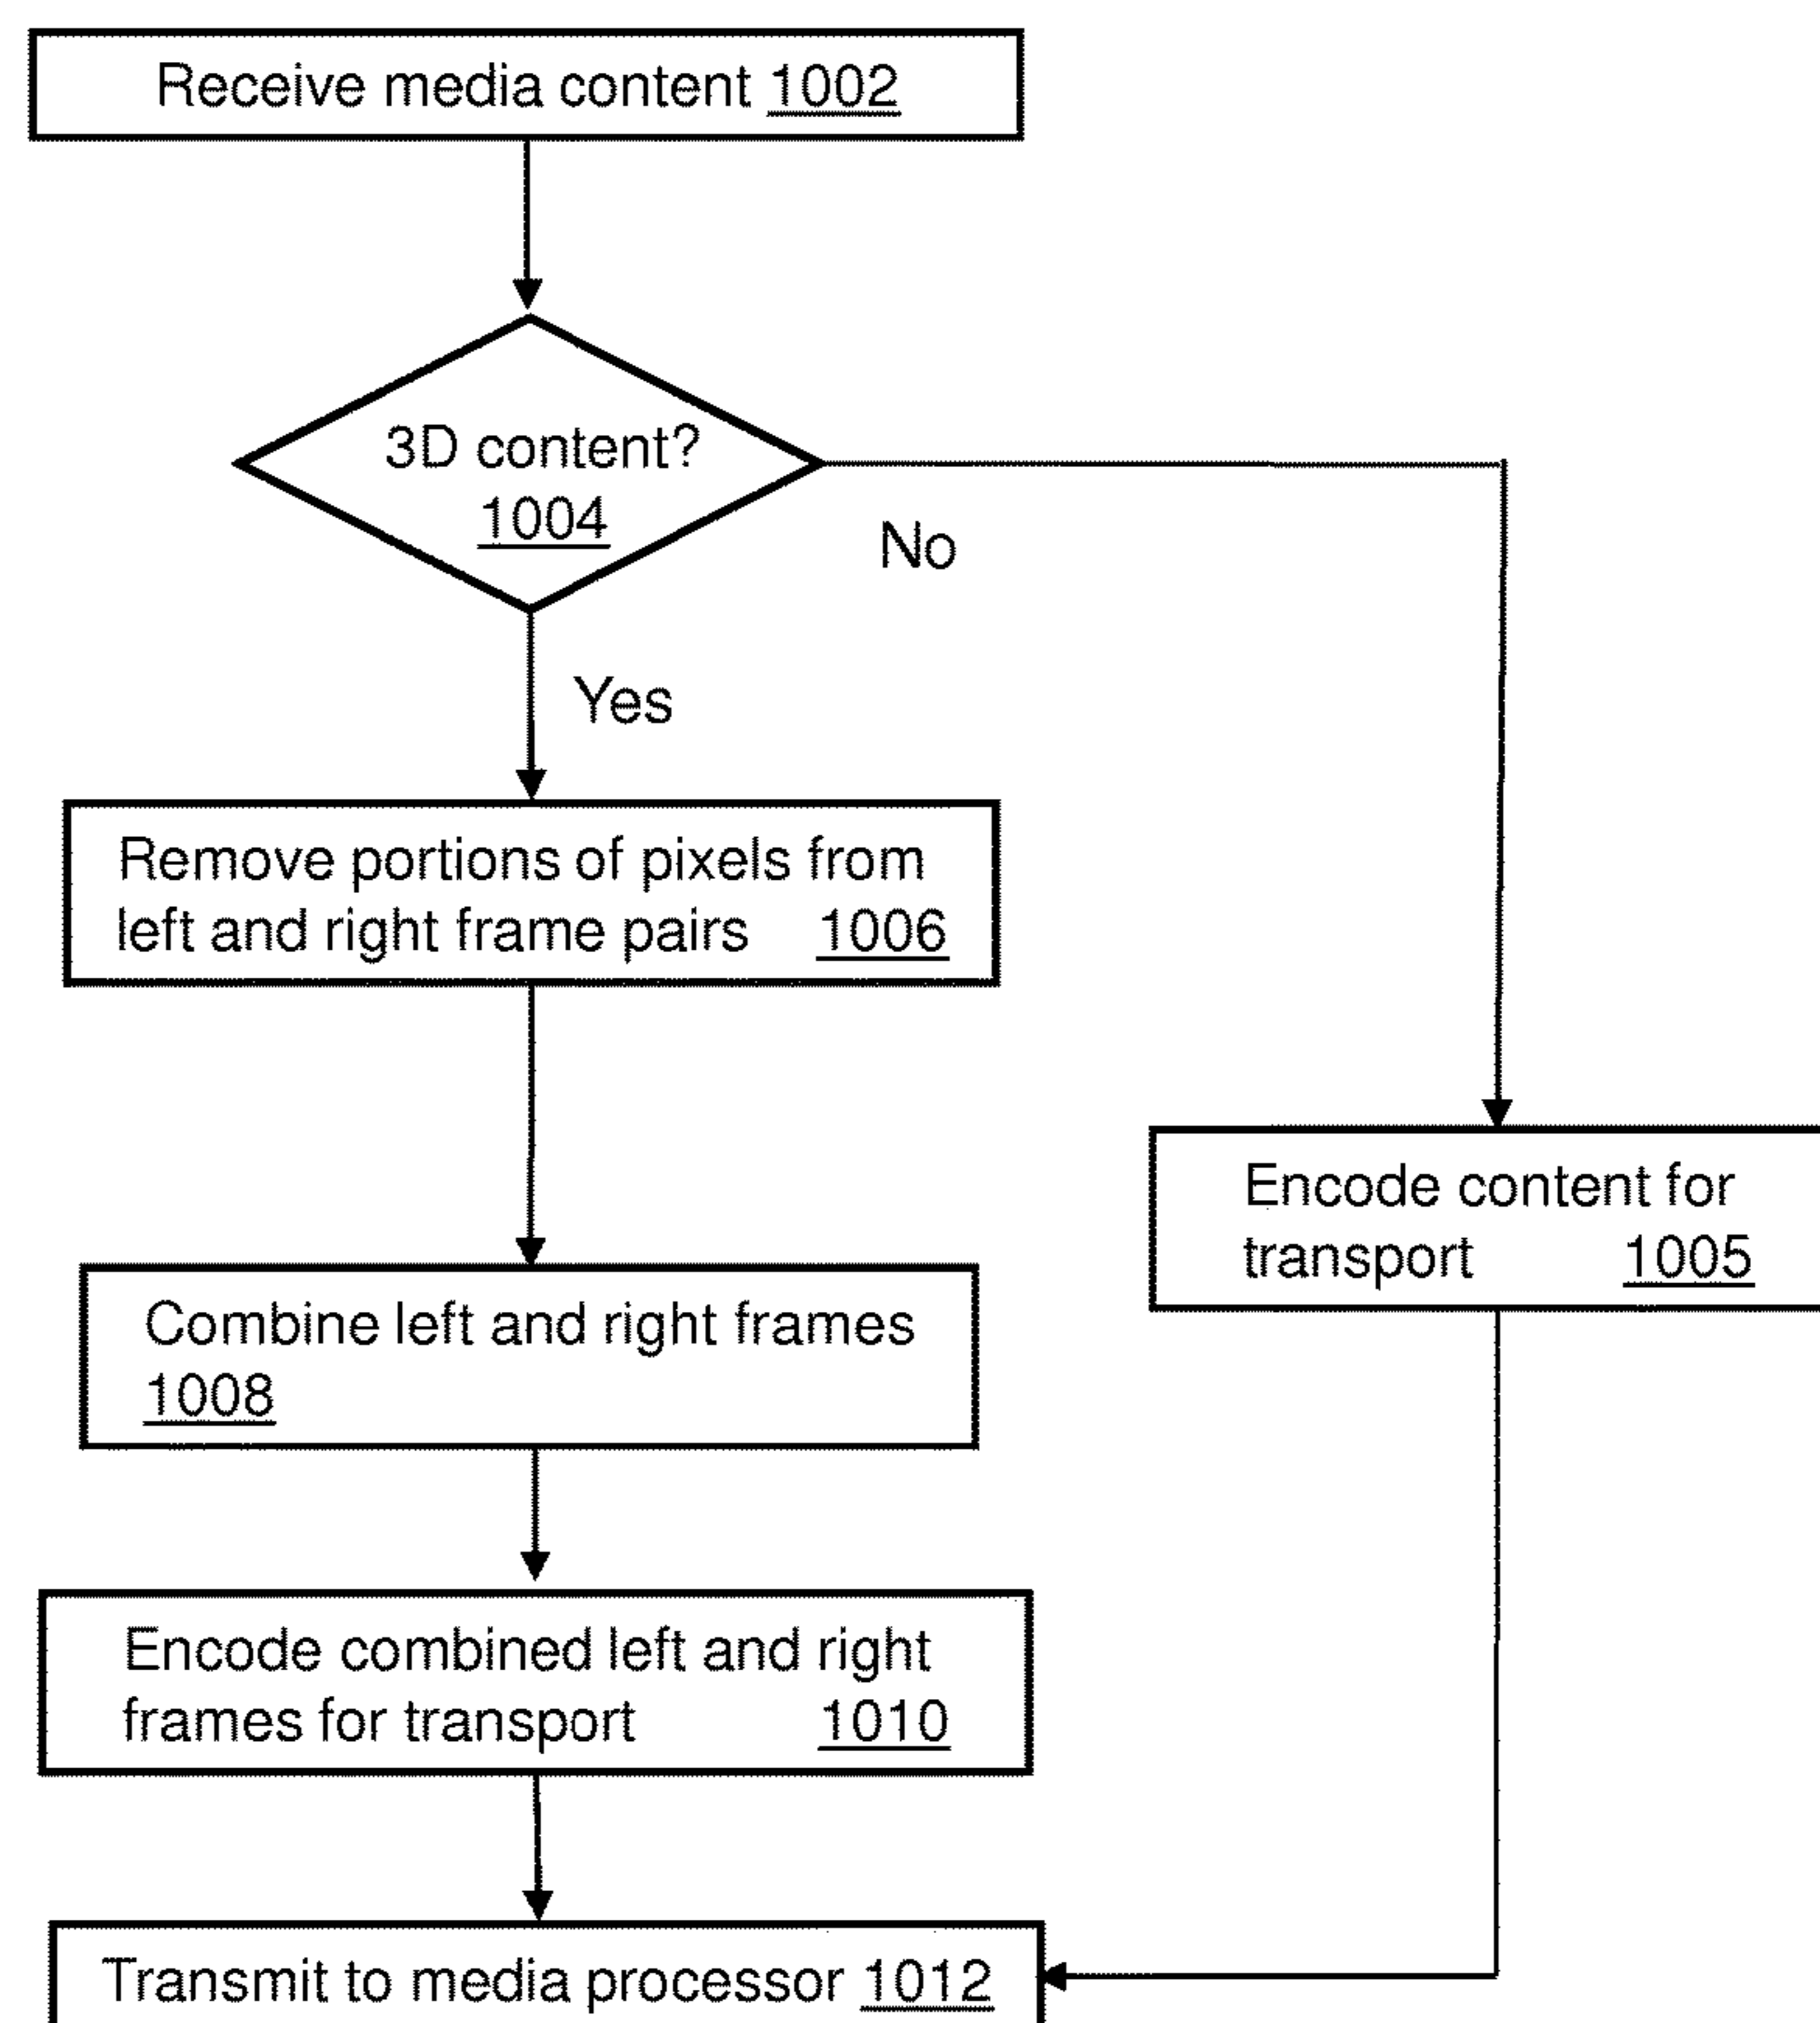 Receive media content 1002
3D content?
1004
No
Yes
Remove portions of pixels from
left and right frame pairs 1006
Encode content for
transport 1005
Combine left and right frames
1008
Encode combined left and right
frames for transport 1010
Transmit to media processor 1012